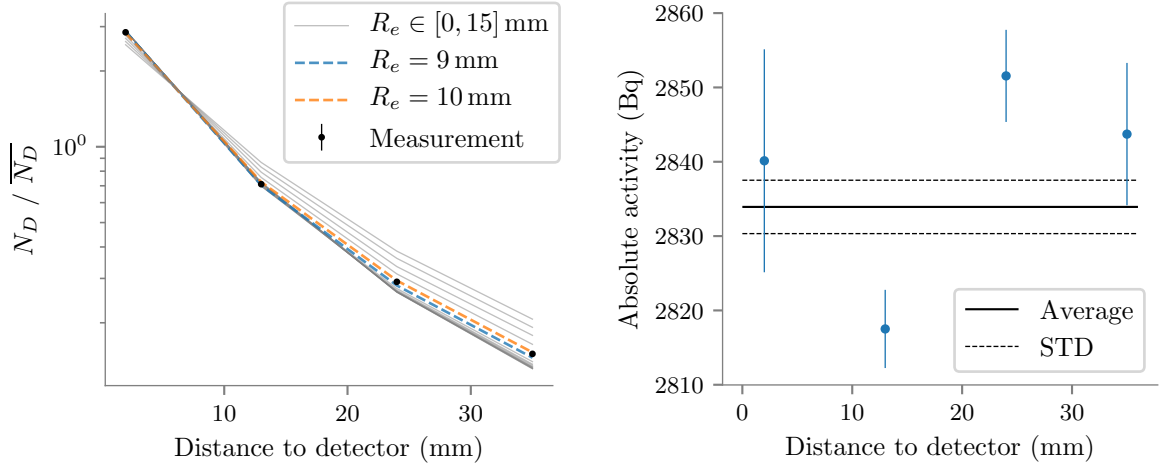 R_e ∈ [0, 15] mm
R_e = 9 mm
R_e = 10 mm
Measurement
10^0
N_D / \overline{N_D}
10 20 30
Distance to detector (mm)
2860
2850
2840
2830
2820
2810
Absolute activity (Bq)
Average
STD
0 10 20 30
Distance to detector (mm)